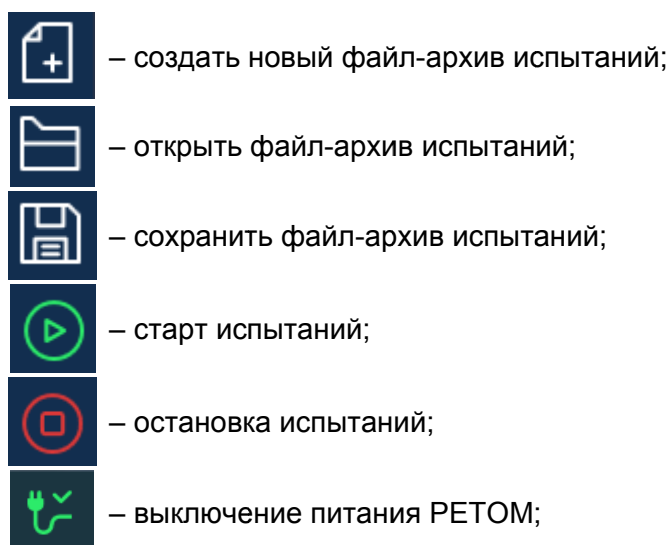 – создать новый файл-архив испытаний;
– открыть файл-архив испытаний;
– сохранить файл-архив испытаний;
– старт испытаний;
– остановка испытаний;
– выключение питания РЕТОМ;